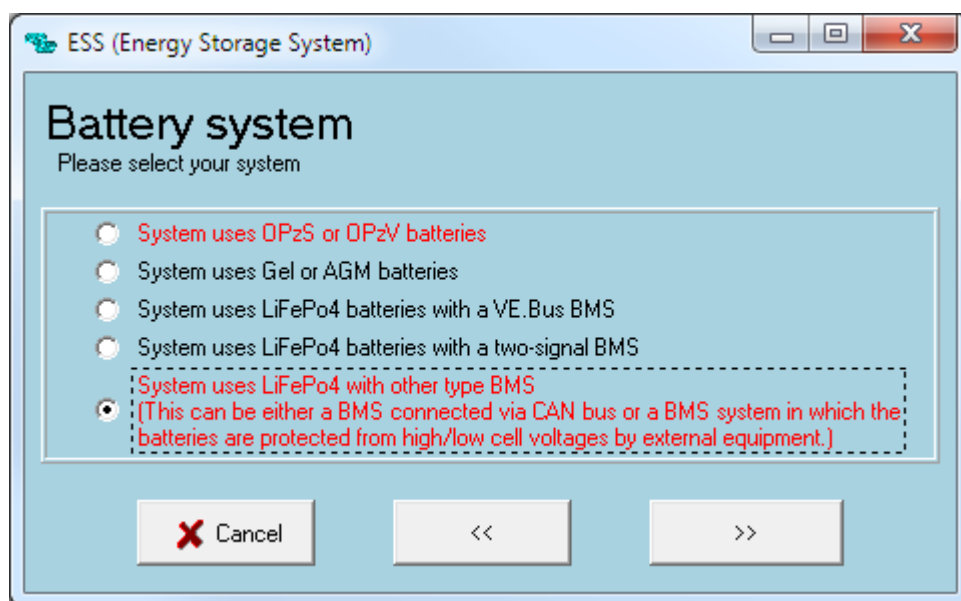 ESS (Energy Storage System)
Battery system
Please select your system
System uses OPzS or OPzV batteries
System uses Gel or AGM batteries
System uses LiFePo4 batteries with a VE.Bus BMS
System uses LiFePo4 batteries with a two-signal BMS
System uses LiFePo4 with other type BMS
(This can be either a BMS connected via CAN bus or a BMS system in which the
batteries are protected from high/low cell voltages by external equipment.)
Cancel
<<
>>